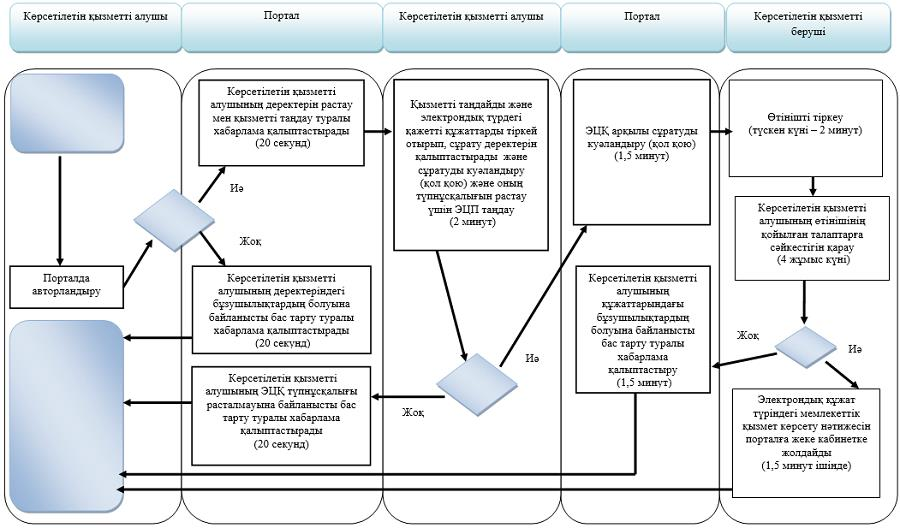 Көрсетілетін қызметті алушы
Портал
Көрсетілетін қызметті алушы
Портал
Көрсетілетін қызметті
беруші
Көрсетілетін қызметті
алушының деректерін растау
мен қызметті таңдау туралы
хабарлама қалыптастырады
(20 секунд)
Қызметті таңдайды және
электрондық түрдегі
қажетті құжаттарды тіркей
отырып, сұрату деректерін
қалыптастырады және
сұратуды куәландыру
(қол қою) және оның
түпнұсқалығын растау
үшін ЭЦП таңдау
(2 минут)
ЭЦҚ арқылы сұратуды
куәландыру (қол қою)
(1,5 минут)
Өтінішті тіркеу
(түскен күні – 2 минут)
Иә
Жоқ
Порталда
авторландыру
Көрсетілетін қызметті
алушының өтінішінің
қойылған талаптарға
сәйкестігін қарау
(4 жұмыс күні)
Көрсетілетін қызметті
алушының деректеріндегі
бұзушылықтардың болуына
байланысты бас тарту туралы
хабарлама қалыптастырады
(20 секунд)
Көрсетілетін қызметті
алушының
құжаттарындағы
бұзушылықтардың
болуына байланысты
бас тарту туралы
хабарлама
қалыптастыру
(1,5 минут)
Иә
Жоқ
Иә
Көрсетілетін қызметті
алушының ЭЦҚ түпнұсқалығы
расталмауына байланысты бас
тарту туралы хабарлама
қалыптастырады
(20 секунд)
Жоқ
Электрондық құжат
түріндегі мемлекеттік
қызмет көрсету нәтижесін
порталға жеке кабинетке
жолдайды
(1,5 минут ішінде)